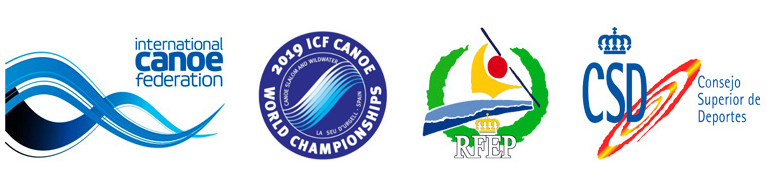 international
canoe
federation
2019 ICF CANOE
WORLD CHAMPIONSHIPS
CANOE SLALOM AND WILDWATER
LA SEU D'URGELL - SPAIN
RFEP
CSD
Consejo
Superior de
Deportes